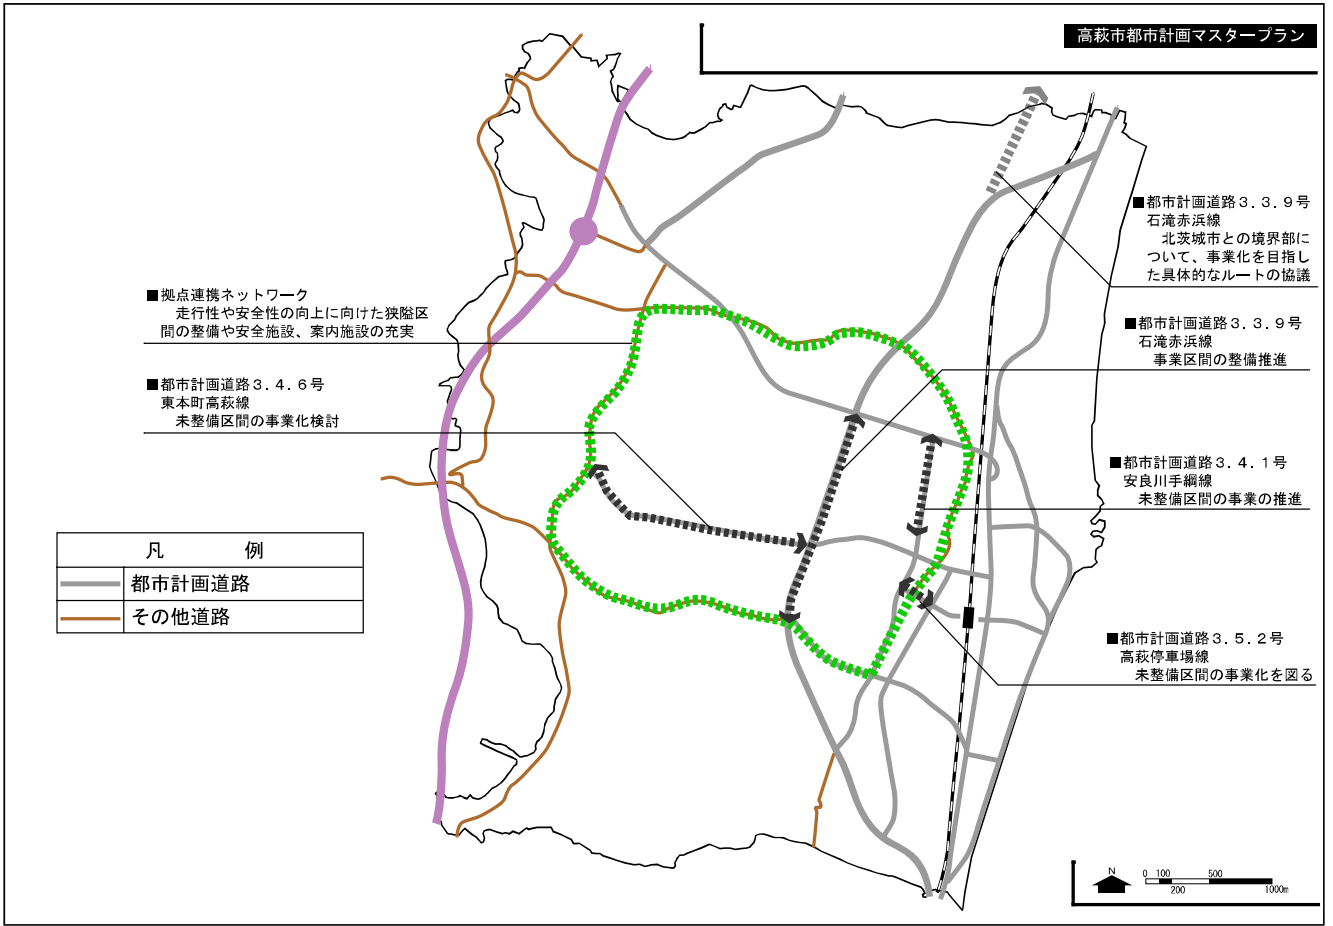 高萩市都市計画マスタープラン
■都市計画道路３．３．９号
石滝赤浜線
北茨城市との境界部に
ついて、事業化を目指し
た具体的なルートの協議
■拠点連携ネットワーク
走行性や安全性の向上に向けた狭隘区
間の整備や安全施設、案内施設の充実
■都市計画道路３．３．９号
石滝赤浜線
事業区間の整備推進
■都市計画道路３．４．６号
東本町高萩線
未整備区間の事業化検討
■都市計画道路３．４．１号
安良川手綱線
未整備区間の事業の推進
凡　例
都市計画道路
その他道路
■都市計画道路３．５．２号
高萩停車場線
未整備区間の事業化を図る
N
0 100 500
200 1000m